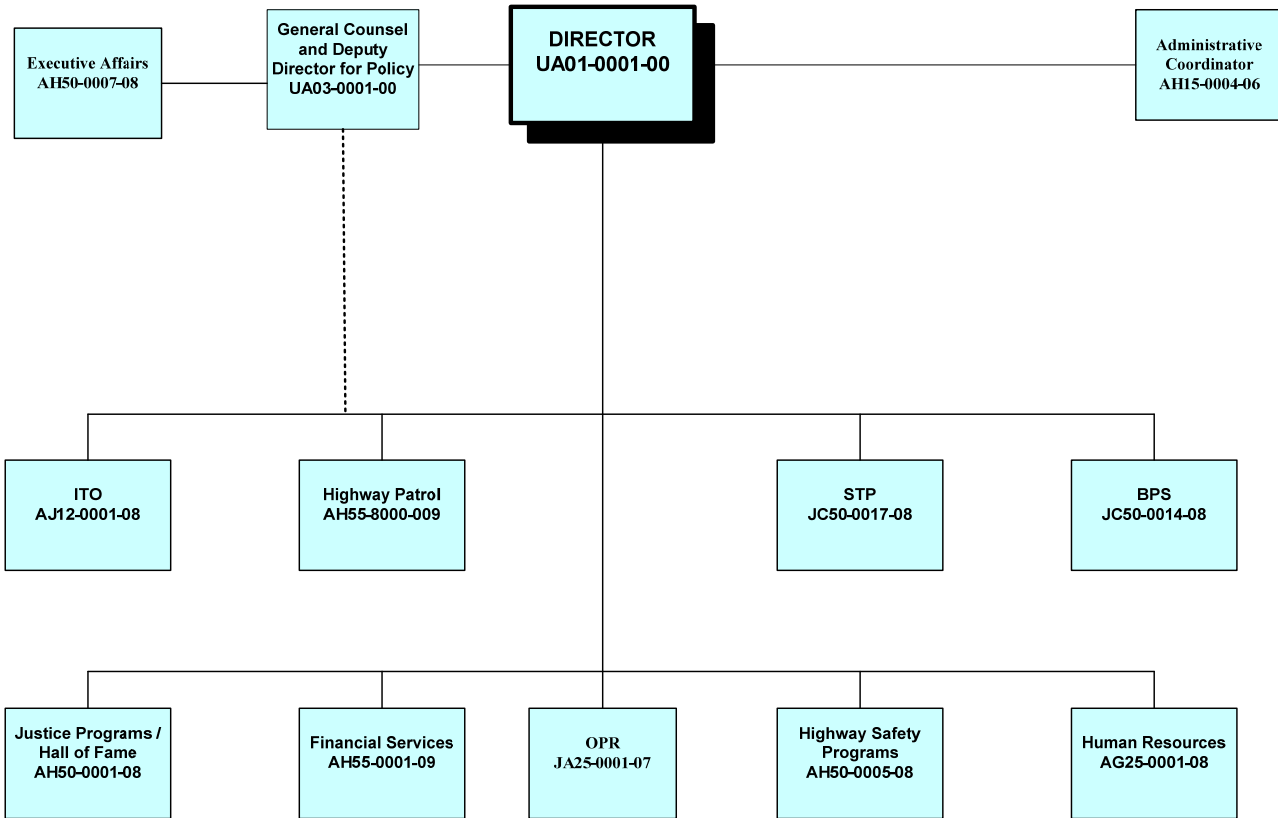 Executive Affairs
AH50-0007-08
General Counsel
and Deputy
Director for Policy
UA03-0001-00
DIRECTOR
UA01-0001-00
Administrative
Coordinator
AH15-0004-06
ITO
AJ12-0001-08
Highway Patrol
AH55-8000-009
STP
JC50-0017-08
BPS
JC50-0014-08
Justice Programs /
Hall of Fame
AH50-0001-08
Financial Services
AH55-0001-09
OPR
JA25-0001-07
Highway Safety
Programs
AH50-0005-08
Human Resources
AG25-0001-08